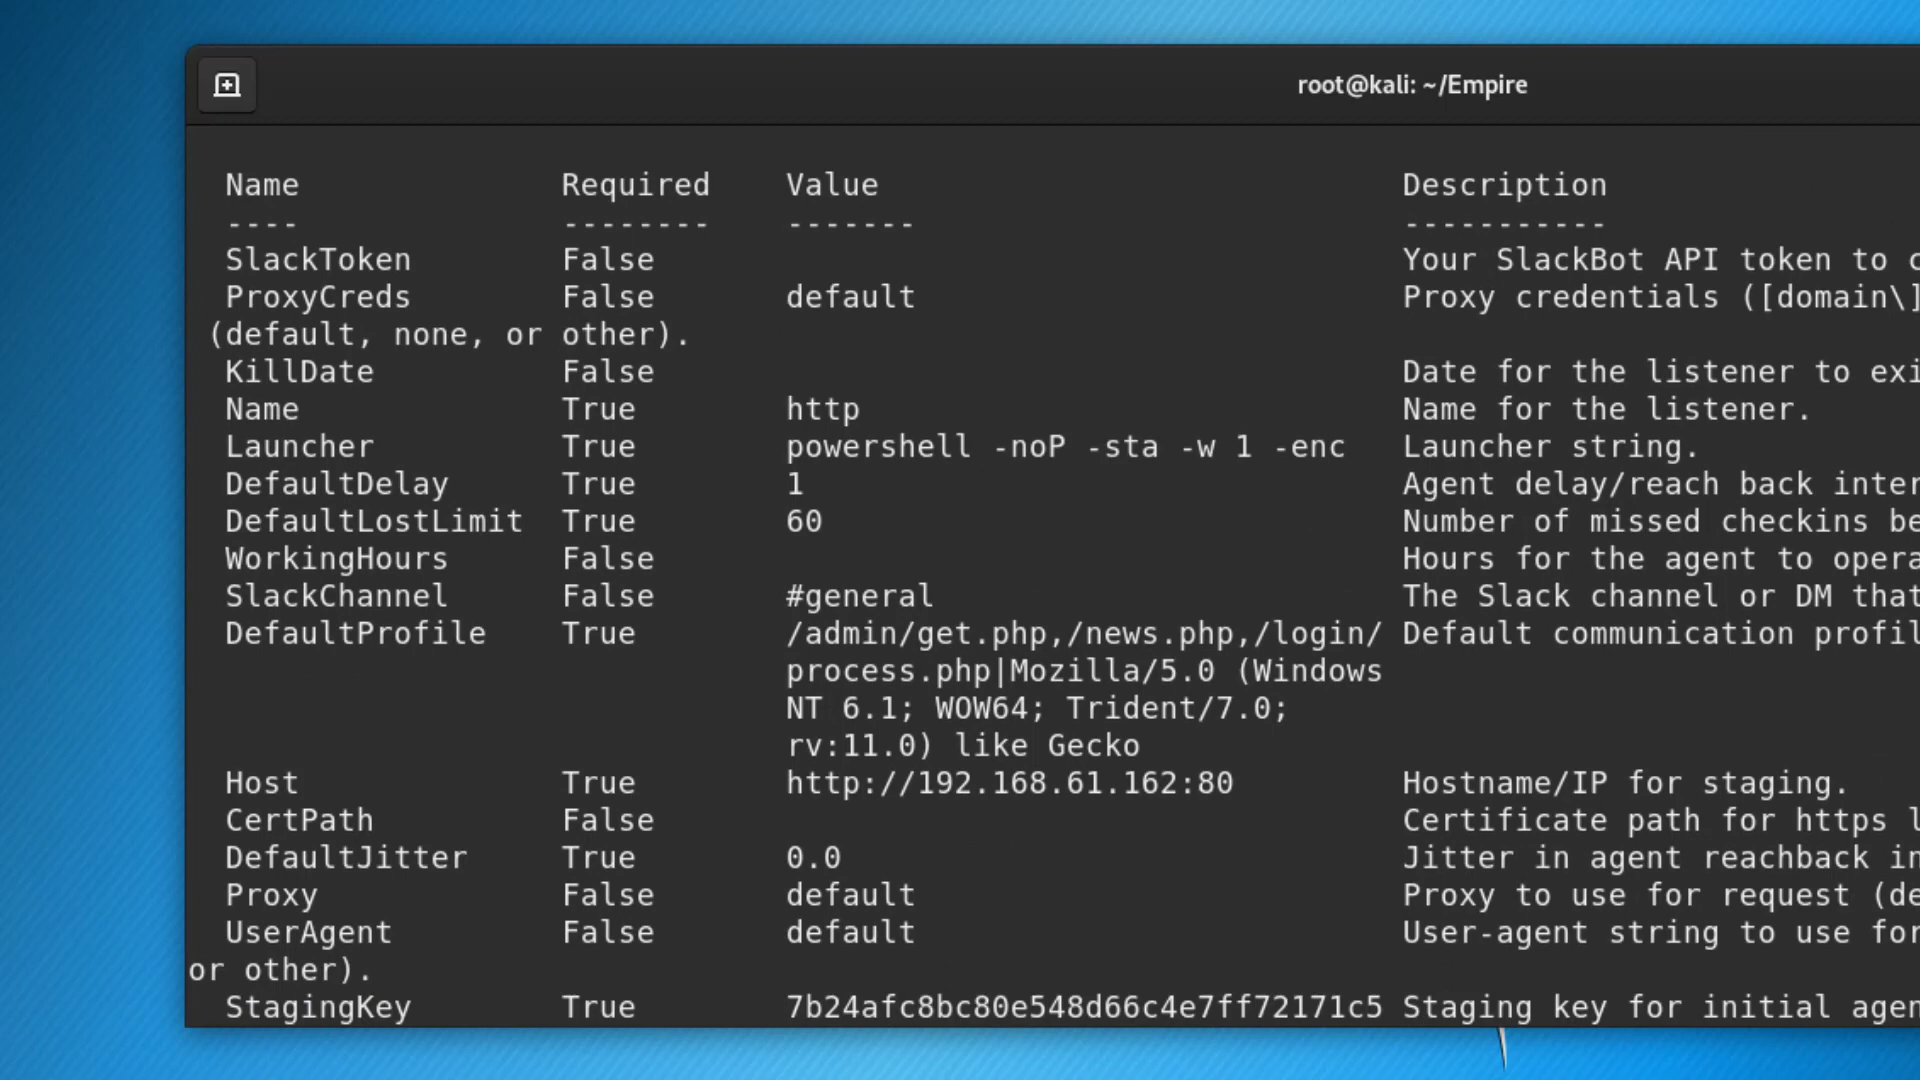 root@kali: ~/Empire
Name Required Value Description
---- -------- ------- -----------
SlackToken False Your SlackBot API token to
ProxyCreds False default Proxy credentials ([domain\]
(default, none, or other).
KillDate False Date for the listener to
Name True http Name for the listener.
Launcher True powershell -noP -sta -w 1 -enc Launcher string.
DefaultDelay True 1 Agent delay/reach back
DefaultLostLimit True 60 Number of missed checkins
WorkingHours False Hours for the agent to
SlackChannel False #general The Slack channel or DM that
DefaultProfile True /admin/get.php,/news.php,/login/ Default communication
process.php|Mozilla/5.0 (Windows
NT 6.1; WOW64; Trident/7.0;
rv:11.0) like Gecko
Host True http://192.168.61.162:80 Hostname/IP for staging.
CertPath False Certificate path for https
DefaultJitter True 0.0 Jitter in agent reachback
Proxy False default Proxy to use for request
UserAgent False default User-agent string to use for
or other).
StagingKey True 7b24afc8bc80e548d66c4e7ff72171c5 Staging key for initial